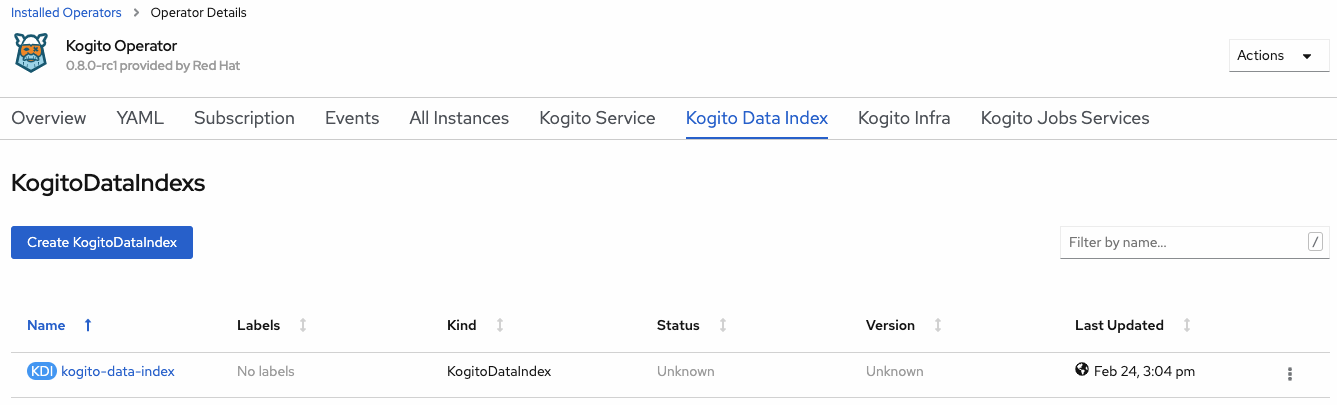 Installed Operators > Operator Details
Kogito Operator
0.8.0-rc1 provided by Red Hat
Actions
Overview YAML Subscription Events All Instances Kogito Service Kogito Data Index Kogito Infra Kogito Jobs Services
KogitoDataIndexs
Create KogitoDataIndex
Filter by name... /
Name Labels Kind Status Version Last Updated
KDI kogito-data-index No labels KogitoDataIndex Unknown Unknown Feb 24, 3:04 pm